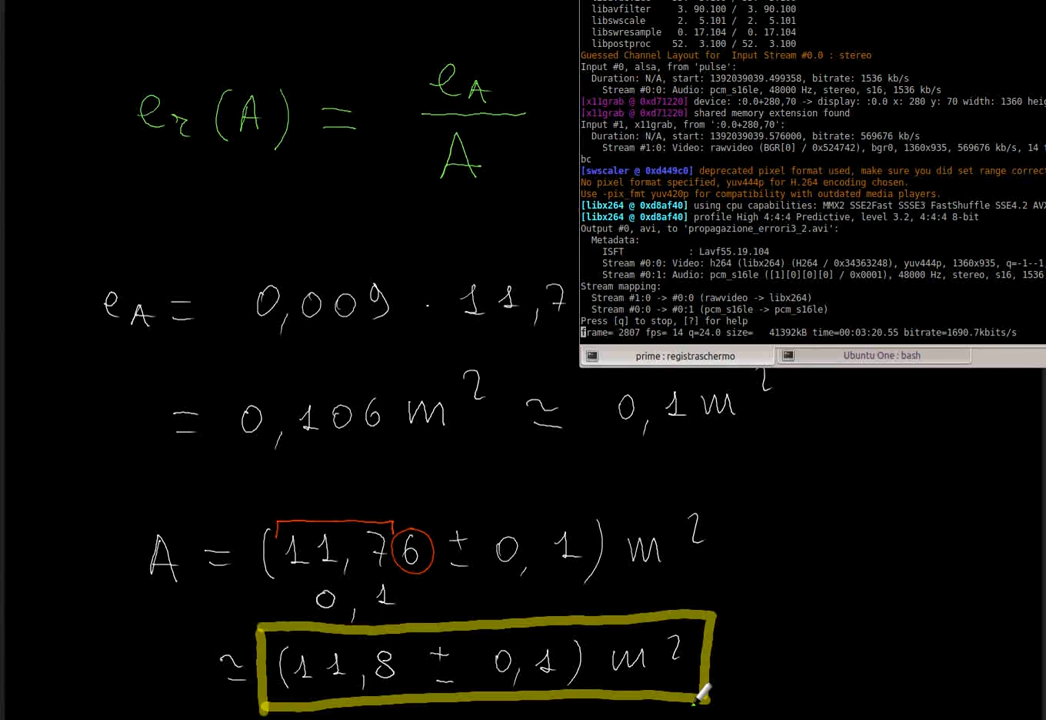 e_r(A) = e_A / A
e_A = 0,009 · 11,7
= 0,106 m² ≃ 0,1 m²
A = (11,76 ± 0,1) m²
0,1
≃ (11,8 ± 0,1) m²
libavfilter 3. 90.100 / 3. 90.100
libswscale 2. 5.101 / 2. 5.101
libswresample 0. 17.104 / 0. 17.104
libpostproc 52. 3.100 / 52. 3.100
Guessed Channel Layout for Input Stream #0.0 : stereo
Input #0, alsa, from 'pulse':
Duration: N/A, start: 1392039039.499358, bitrate: 1536 kb/s
Stream #0:0: Audio: pcm_s16le, 48000 Hz, stereo, s16, 1536 kb/s
[x11grab @ 0xd71220] device: :0.0+280,70 -> display: :0.0 x: 280 y: 70 width: 1360 heig
[x11grab @ 0xd71220] shared memory extension found
Input #1, x11grab, from ':0.0+280,70':
Duration: N/A, start: 1392039039.576000, bitrate: 569676 kb/s
Stream #1:0: Video: rawvideo (BGR[0] / 0x524742), bgr0, 1360x935, 569676 kb/s, 14 t
bc
[swscaler @ 0xd449c0] deprecated pixel format used, make sure you did set range correct
No pixel format specified, yuv444p for H.264 encoding chosen.
Use -pix_fmt yuv420p for compatibility with outdated media players.
[libx264 @ 0xd8af40] using cpu capabilities: MMX2 SSE2Fast SSSE3 FastShuffle SSE4.2 AVX
[libx264 @ 0xd8af40] profile High 4:4:4 Predictive, level 3.2, 4:4:4 8-bit
Output #0, avi, to 'propagazione_errori3_2.avi':
Metadata:
ISFT : Lavf55.19.104
Stream #0:0: Video: h264 (libx264) (H264 / 0x34363248), yuv444p, 1360x935, q=-1--1,
Stream #0:1: Audio: pcm_s16le ([1][0][0][0] / 0x0001), 48000 Hz, stereo, s16, 1536
Stream mapping:
Stream #1:0 -> #0:0 (rawvideo -> libx264)
Stream #0:0 -> #0:1 (pcm_s16le -> pcm_s16le)
Press [q] to stop, [?] for help
frame= 2807 fps= 14 q=24.0 size= 41392kB time=00:03:20.55 bitrate=1690.7kbits/s
prime : registraschermo
Ubuntu One : bash